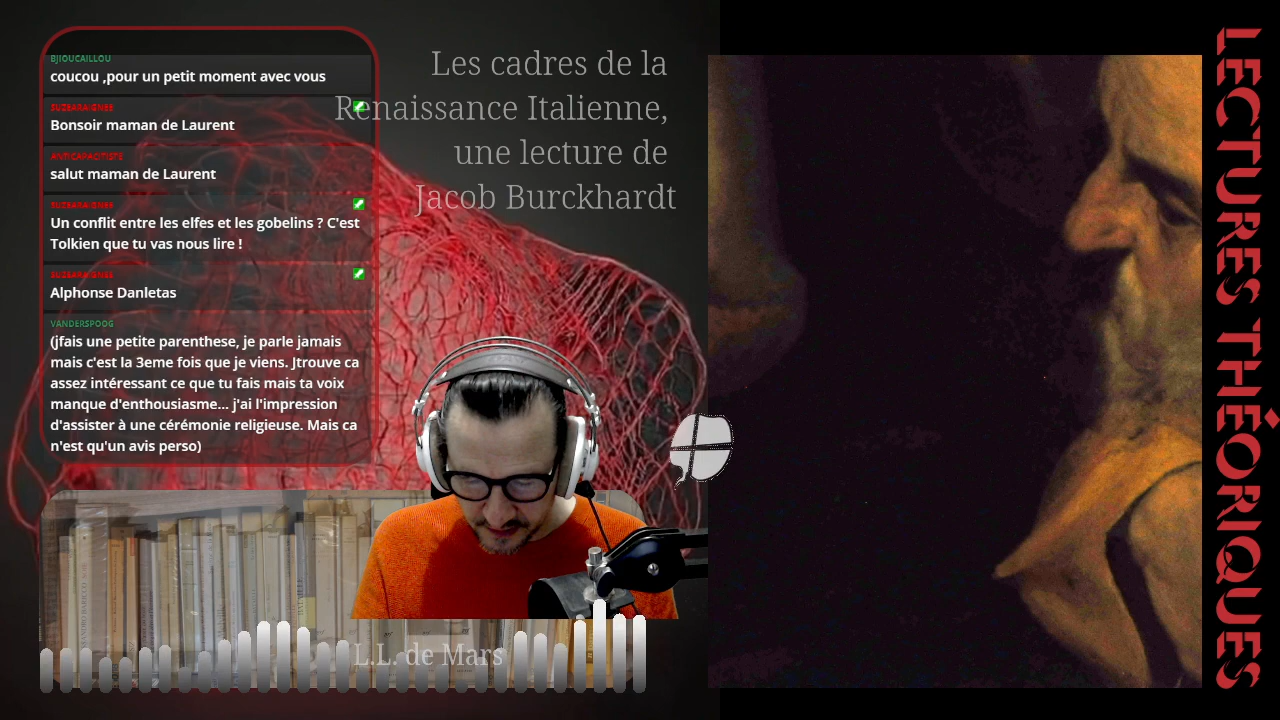 BJIOUCAILLOU
coucou ,pour un petit moment avec vous
SUZEARAIGNEE
Bonsoir maman de Laurent
ANTICAPACITISTE
salut maman de Laurent
SUZEARAIGNEE
Un conflit entre les elfes et les gobelins ? C'est
Tolkien que tu vas nous lire !
SUZEARAIGNEE
Alphonse Danletas
VANDERSPOOG
(jfais une petite parenthese, je parle jamais
mais c'est la 3eme fois que je viens. Jtrouve ca
assez intéressant ce que tu fais mais ta voix
manque d'enthousiasme... j'ai l'impression
d'assister à une cérémonie religieuse. Mais ca
n'est qu'un avis perso)
Les cadres de la
Renaissance Italienne,
une lecture de
Jacob Burckhardt
L.L. de Mars
LECTURES THÉORIQUES